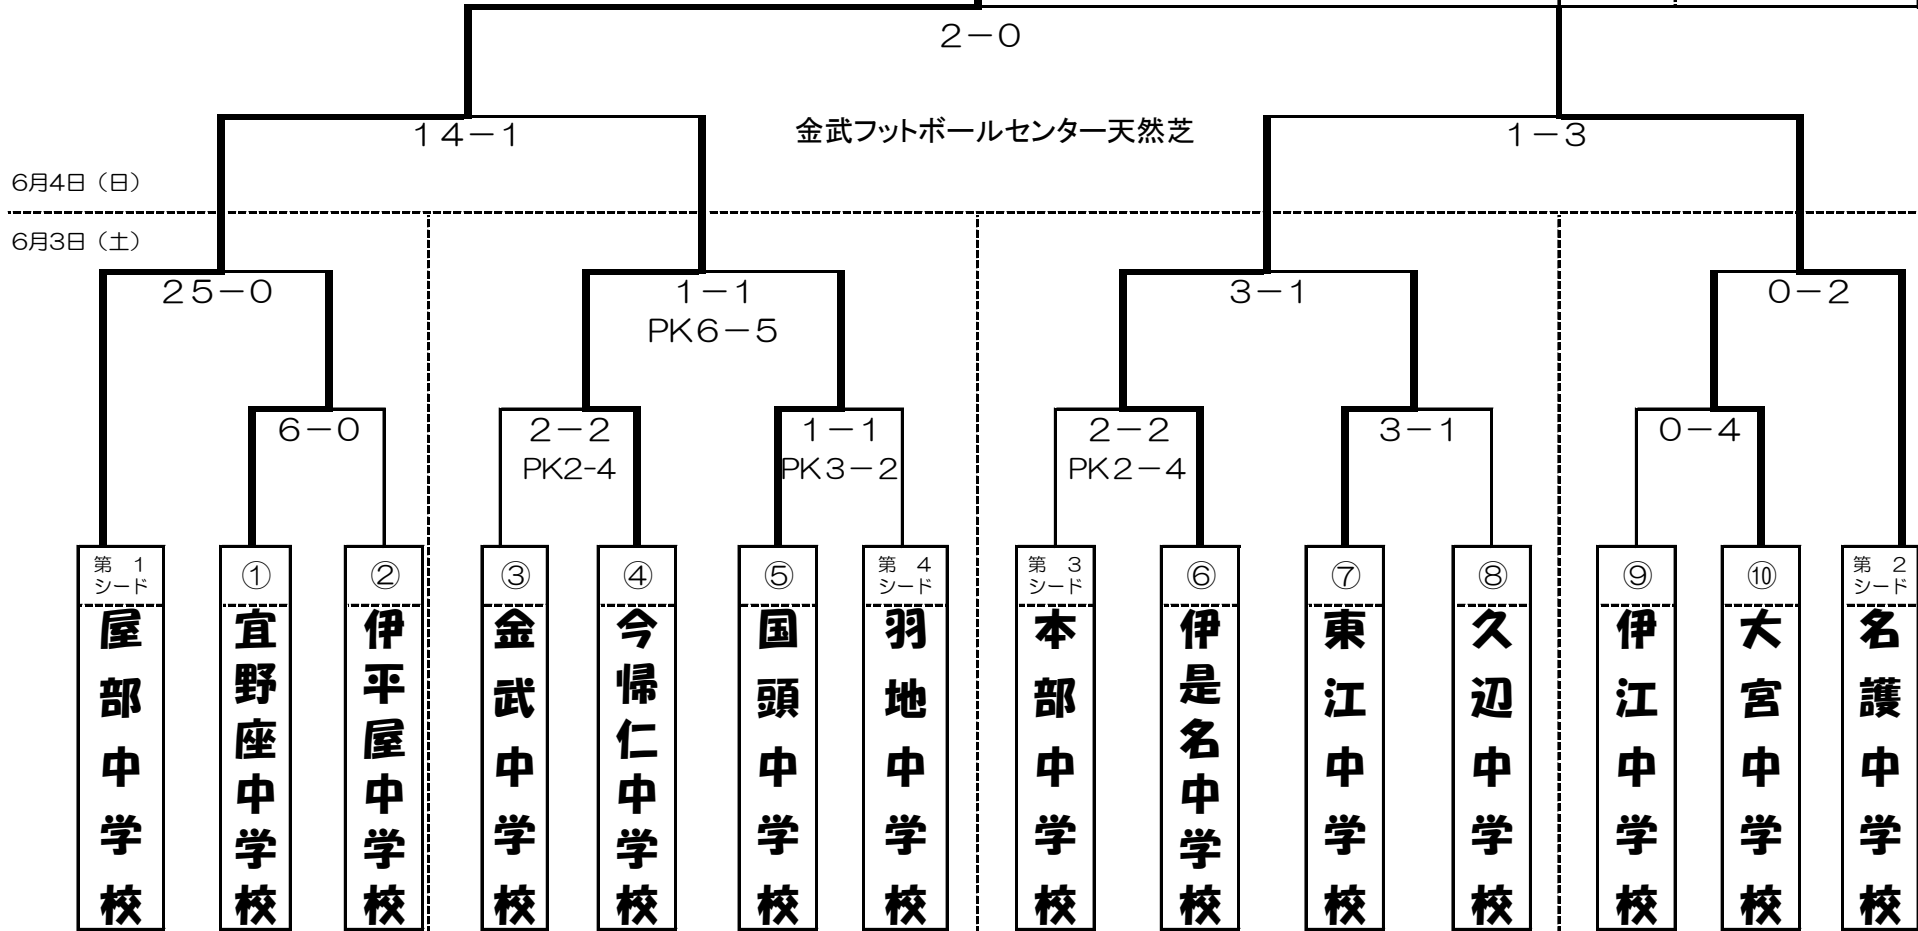 2－0
14－1
金武フットボールセンター天然芝
1－3
6月4日（日）
6月3日（土）
25－0
1－1
PK6－5
3－1
0－2
6－0
2－2
PK2-4
1－1
PK3－2
2－2
PK2－4
3－1
0－4
第 1
シード
屋部中学校
①
宜野座中学校
②
伊平屋中学校
③
金武中学校
④
今帰仁中学校
⑤
国頭中学校
第 4
シード
羽地中学校
第 3
シード
本部中学校
⑥
伊是名中学校
⑦
東江中学校
⑧
久辺中学校
⑨
伊江中学校
⑩
大宮中学校
第 2
シード
名護中学校